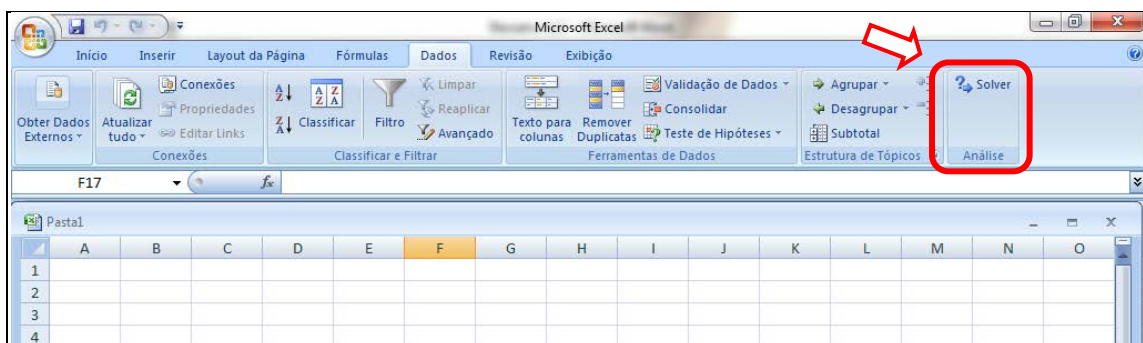 Microsoft Excel
Início Inserir Layout da Página Fórmulas Dados Revisão Exibição
Obter Dados Externos
Atualizar tudo
Conexões
Propriedades
Editar Links
Conexões
Classificar
Filtro
Limpar
Reaplicar
Avançado
Classificar e Filtrar
Texto para colunas
Remover Duplicatas
Validação de Dados
Consolidar
Teste de Hipóteses
Ferramentas de Dados
Agrupar
Desagrupar
Subtotal
Estrutura de Tópicos
Solver
Análise
F17 fx
Pasta1
A B C D E F G H I J K L M N O
1
2
3
4